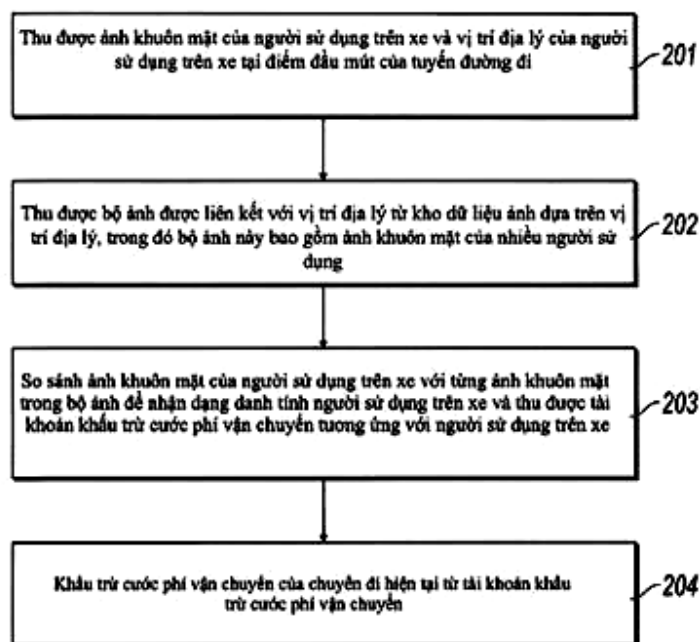 Thu được ảnh khuôn mặt của người sử dụng trên xe và vị trí địa lý của người
sử dụng trên xe tại điểm đầu mút của tuyến đường đi
201
Thu được bộ ảnh được liên kết với vị trí địa lý từ kho dữ liệu ảnh dựa trên vị
trí địa lý, trong đó bộ ảnh này bao gồm ảnh khuôn mặt của nhiều người sử
dụng
202
So sánh ảnh khuôn mặt của người sử dụng trên xe với từng ảnh khuôn mặt
trong bộ ảnh để nhận dạng danh tính người sử dụng trên xe và thu được tài
khoản khấu trừ cước phí vận chuyển tương ứng với người sử dụng trên xe
203
Khấu trừ cước phí vận chuyển của chuyến đi hiện tại từ tài khoản khấu
trừ cước phí vận chuyển
204